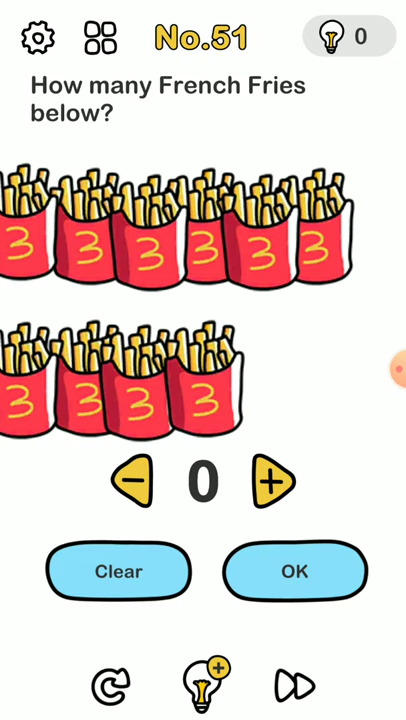 No.51
0
How many French Fries
below?
3 3 3 3 3 3
3 3 3 3
0
Clear
OK